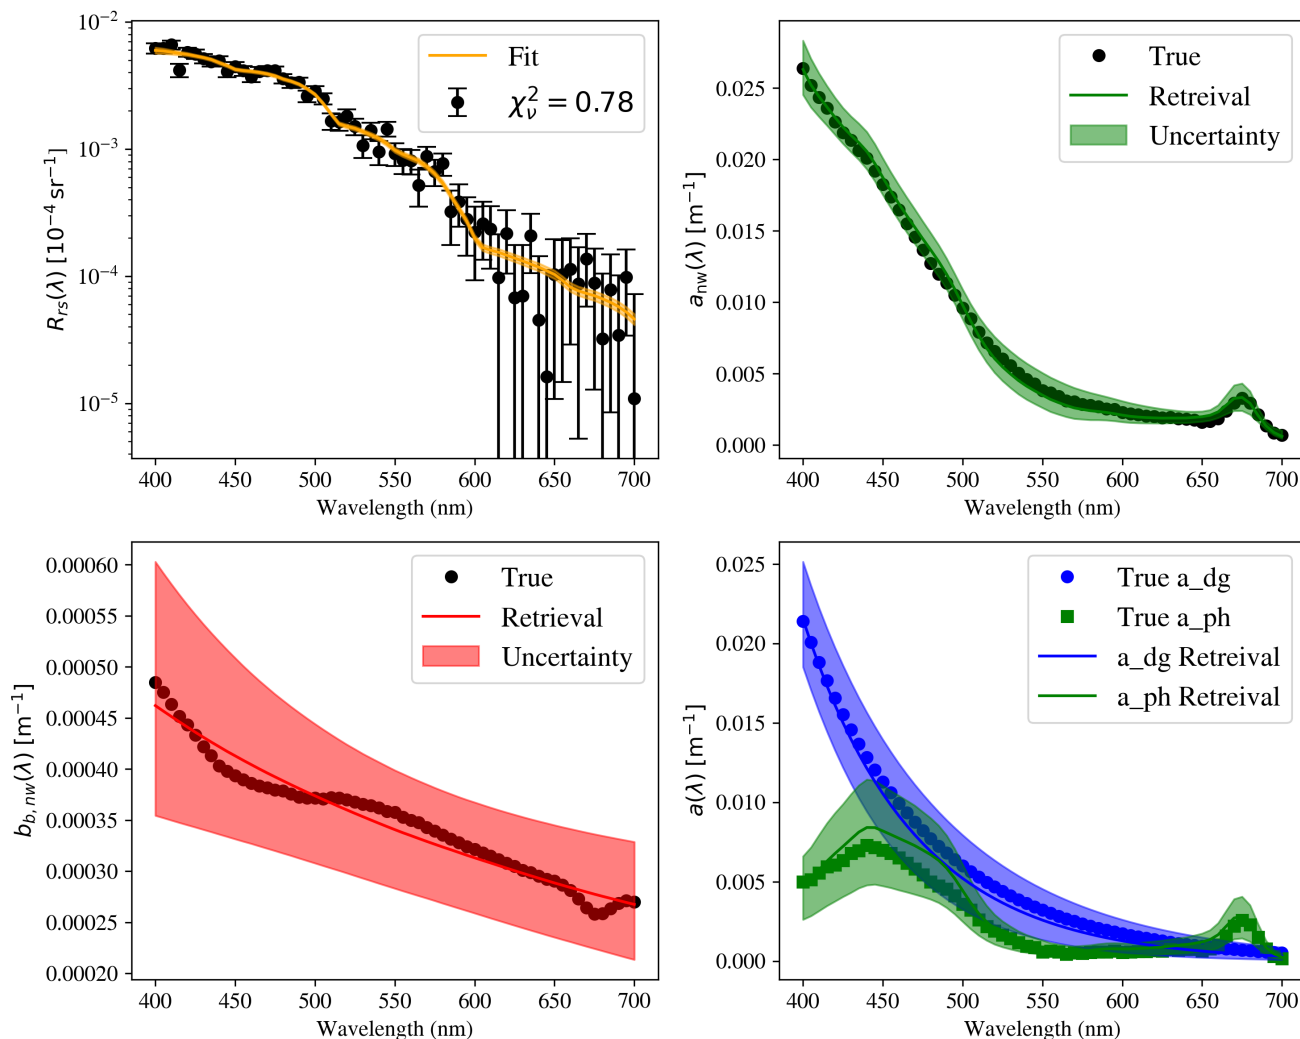 10⁻²
10⁻³
10⁻⁴
10⁻⁵
R_rs(λ) [10⁻⁴ sr⁻¹]
Fit
χ²_ν = 0.78
400 450 500 550 600 650 700
Wavelength (nm)
0.025
0.020
0.015
0.010
0.005
0.000
a_nw(λ) [m⁻¹]
True
Retreival
Uncertainty
400 450 500 550 600 650 700
Wavelength (nm)
0.00060
0.00055
0.00050
0.00045
0.00040
0.00035
0.00030
0.00025
0.00020
b_b,nw(λ) [m⁻¹]
True
Retrieval
Uncertainty
400 450 500 550 600 650 700
Wavelength (nm)
0.025
0.020
0.015
0.010
0.005
0.000
a(λ) [m⁻¹]
True a_dg
True a_ph
a_dg Retreival
a_ph Retreival
400 450 500 550 600 650 700
Wavelength (nm)